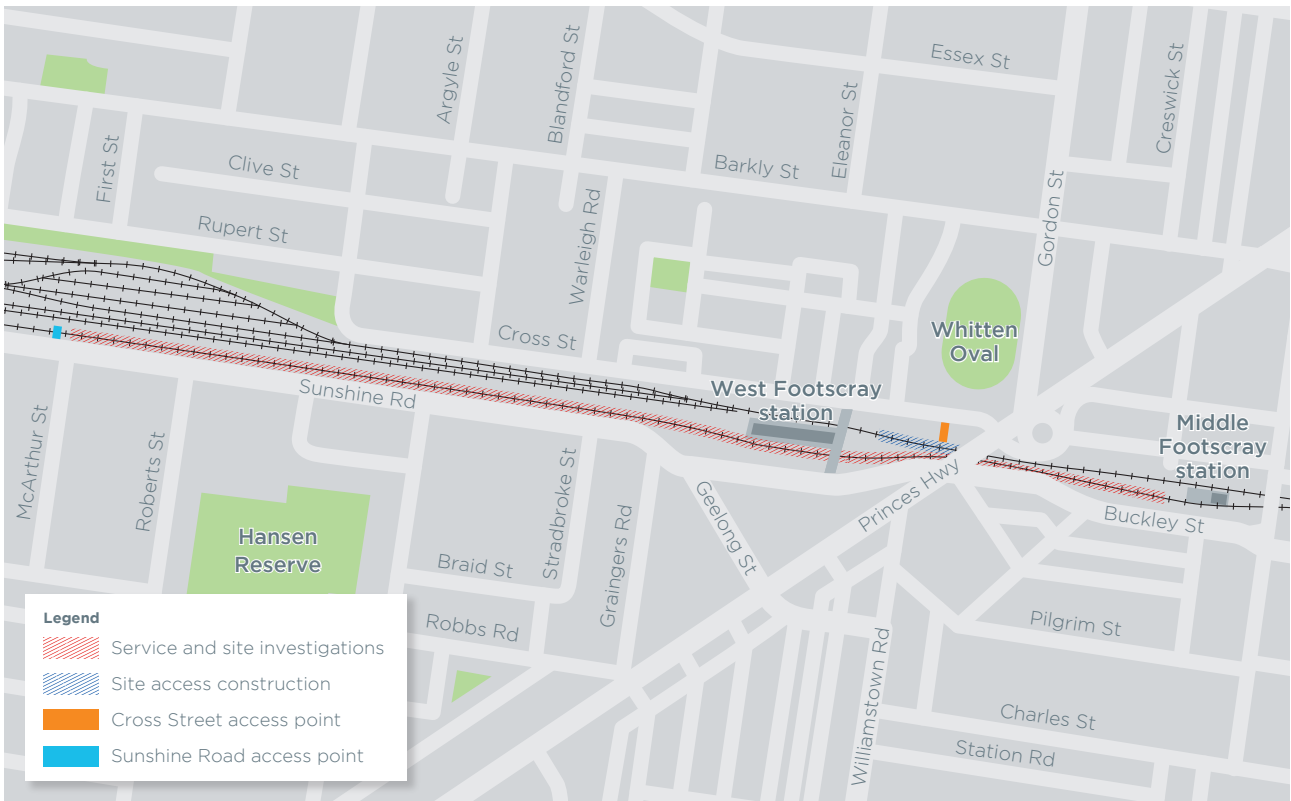 Essex St
Argyle St
Blandford St
Creswick St
Eleanor St
First St
Clive St
Barkly St
Gordon St
Rupert St
Warleigh Rd
Cross St
Whitten
Oval
Sunshine Rd
West Footscray
station
Middle
Footscray
station
McArthur St
Roberts St
Stradbroke St
Graingers Rd
Geelong St
Princes Hwy
Buckley St
Hansen
Reserve
Braid St
Robbs Rd
Pilgrim St
Williamstown Rd
Charles St
Station Rd
Legend
Service and site investigations
Site access construction
Cross Street access point
Sunshine Road access point